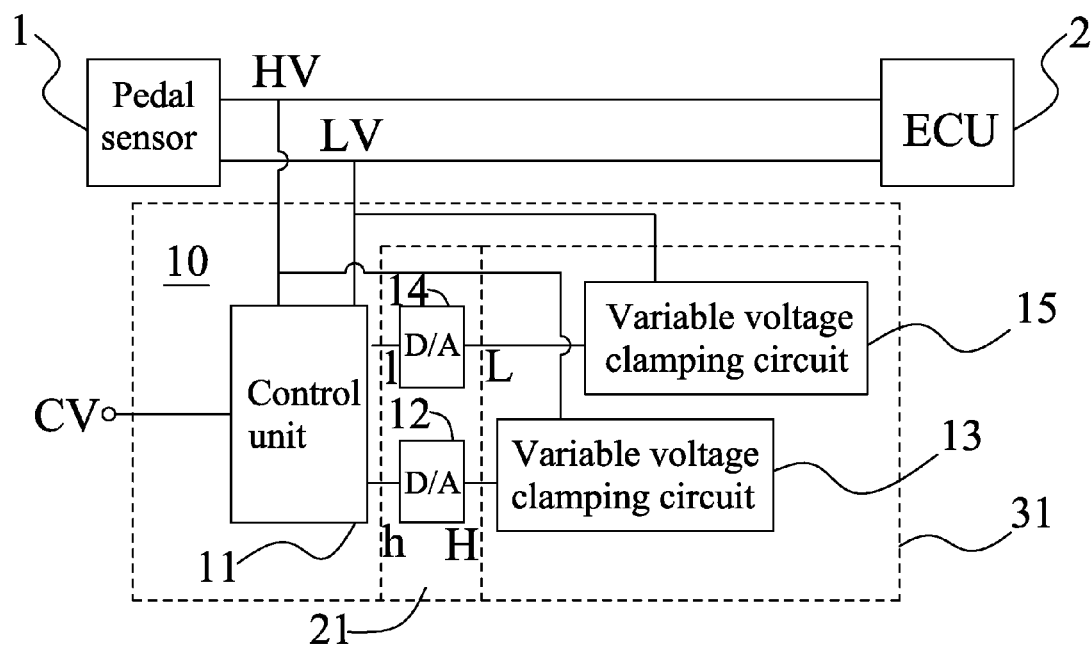 1
2
HV
Pedal
sensor
LV
ECU
10
14
D/A
l
L
Variable voltage
clamping circuit
15
CV
Control
unit
12
D/A
h
H
Variable voltage
clamping circuit
13
11
21
31